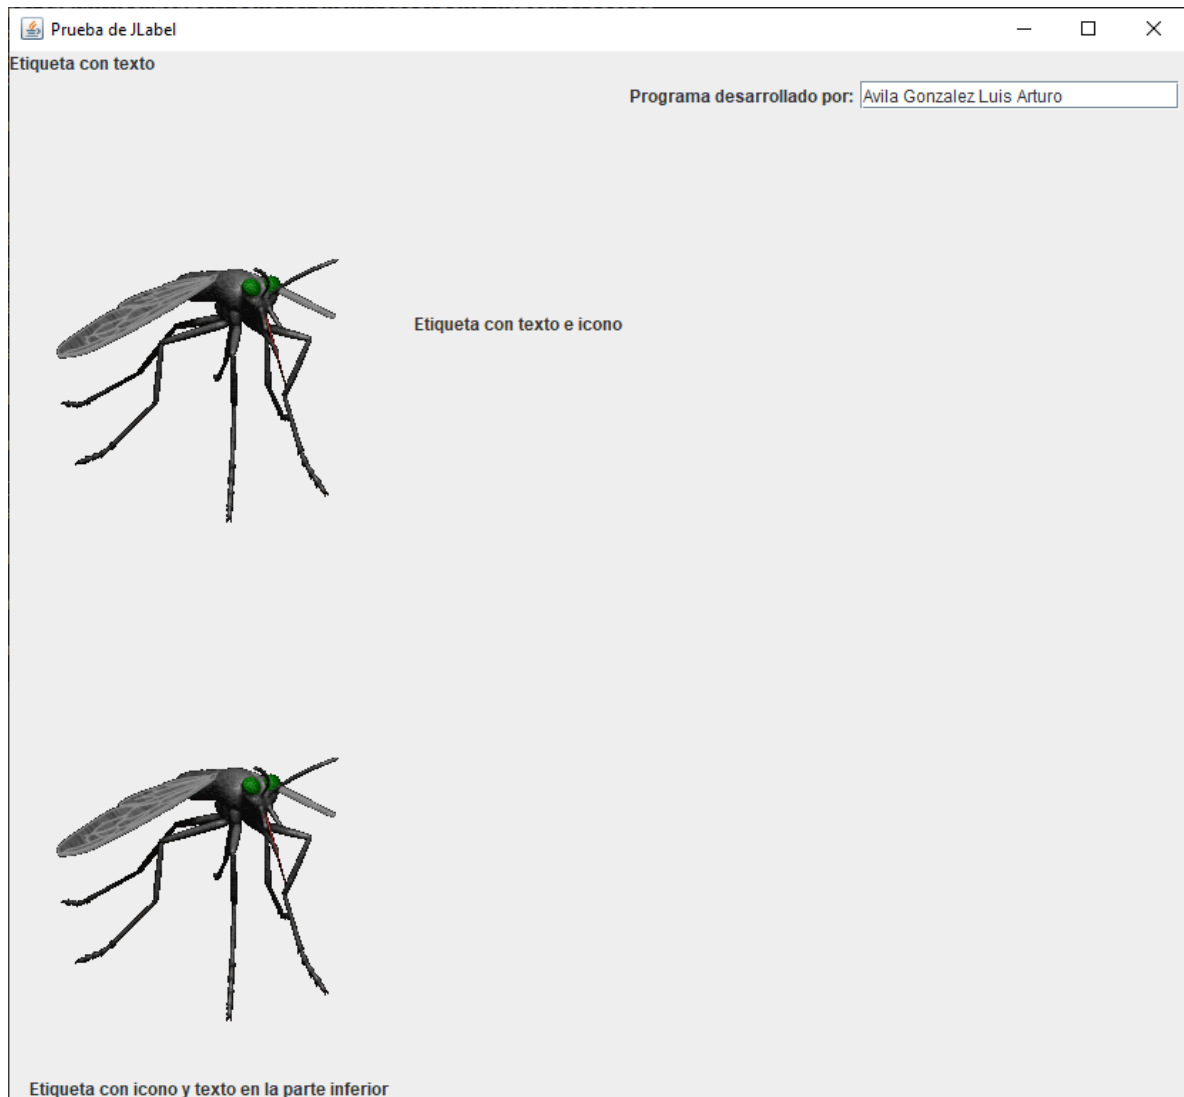 Prueba de JLabel
Etiqueta con texto
Programa desarrollado por: Avila Gonzalez Luis Arturo
Etiqueta con texto e icono
Etiqueta con icono y texto en la parte inferior